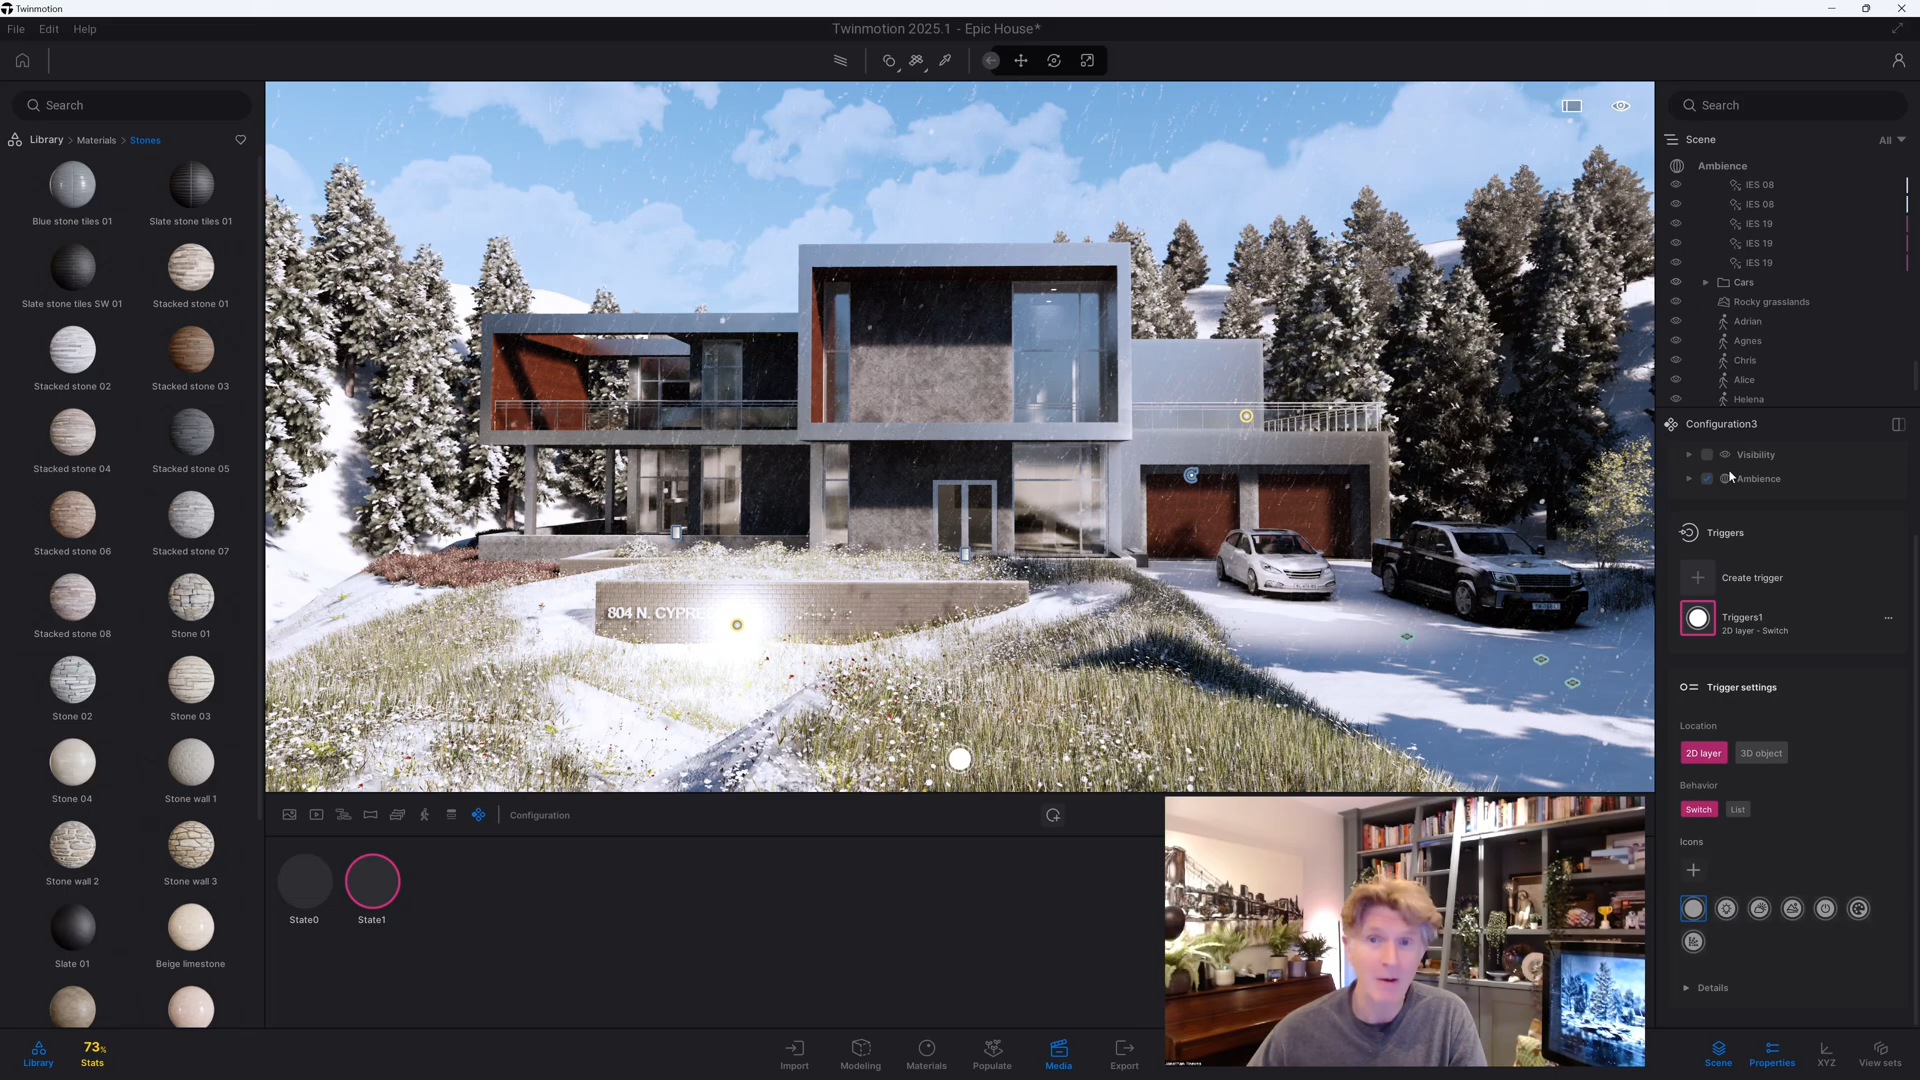 Twinmotion
File Edit Help
Twinmotion 2025.1 - Epic House*
Search
Library > Materials > Stones
Blue stone tiles 01
Slate stone tiles 01
Slate stone tiles SW 01
Stacked stone 01
Stacked stone 02
Stacked stone 03
Stacked stone 04
Stacked stone 05
Stacked stone 06
Stacked stone 07
Stacked stone 08
Stone 01
Stone 02
Stone 03
Stone 04
Stone wall 1
Stone wall 2
Stone wall 3
Slate 01
Beige limestone
Library
73%
Stats
804 N. CYPRE
Configuration
State0
State1
Import
Modeling
Materials
Populate
Media
Export
Search
Scene
All
Ambience
IES 08
IES 08
IES 19
IES 19
IES 19
Cars
Rocky grasslands
Adrian
Agnes
Chris
Alice
Helena
Configuration3
Visibility
Ambience
Triggers
Create trigger
Triggers1
2D layer - Switch
...
Trigger settings
Location
2D layer
3D object
Behavior
Switch
List
Icons
Details
Scene
Properties
XYZ
View sets